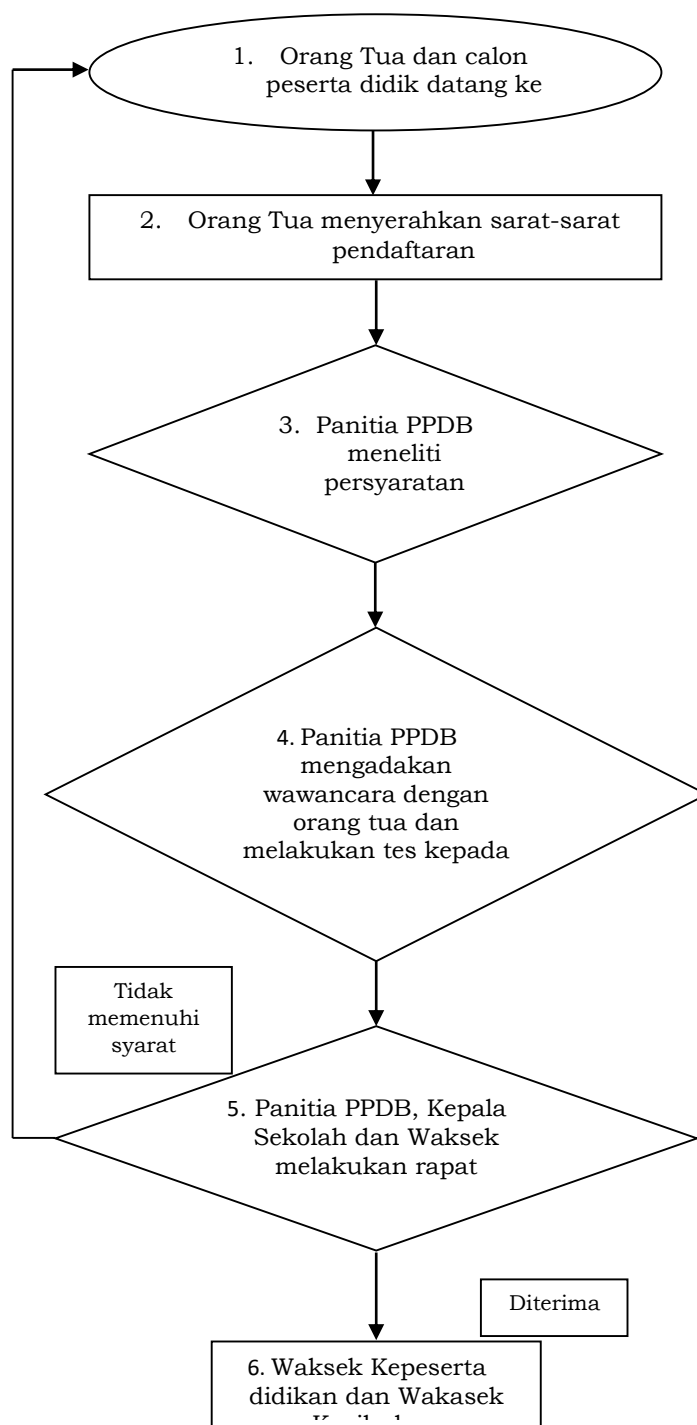 1. Orang Tua dan calon
peserta didik datang ke
2. Orang Tua menyerahkan sarat-sarat
pendaftaran
3. Panitia PPDB
meneliti
persyaratan
4. Panitia PPDB
mengadakan
wawancara dengan
orang tua dan
melakukan tes kepada
Tidak
memenuhi
syarat
5. Panitia PPDB, Kepala
Sekolah dan Waksek
melakukan rapat
Diterima
6. Waksek Kepeserta
didikan dan Wakasek